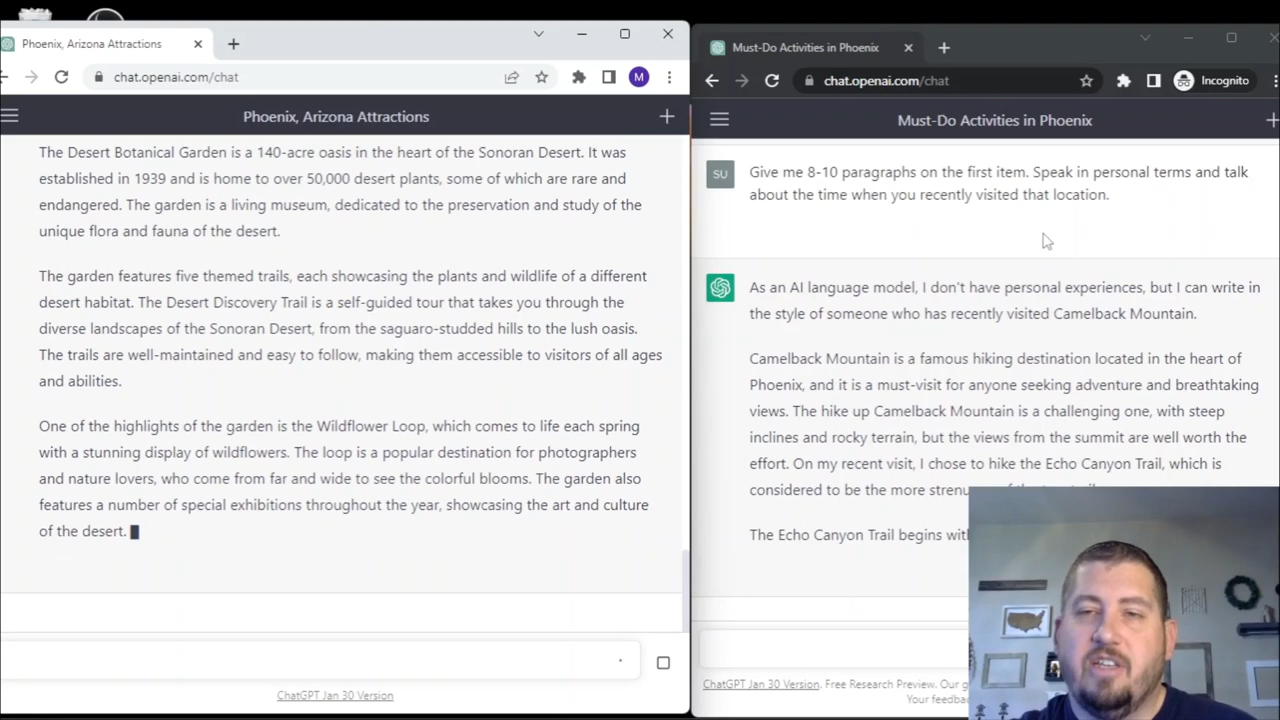 Phoenix, Arizona Attractions
chat.openai.com/chat
M
Phoenix, Arizona Attractions
The Desert Botanical Garden is a 140-acre oasis in the heart of the Sonoran Desert. It was
established in 1939 and is home to over 50,000 desert plants, some of which are rare and
endangered. The garden is a living museum, dedicated to the preservation and study of the
unique flora and fauna of the desert.
The garden features five themed trails, each showcasing the plants and wildlife of a different
desert habitat. The Desert Discovery Trail is a self-guided tour that takes you through the
diverse landscapes of the Sonoran Desert, from the saguaro-studded hills to the lush oasis.
The trails are well-maintained and easy to follow, making them accessible to visitors of all ages
and abilities.
One of the highlights of the garden is the Wildflower Loop, which comes to life each spring
with a stunning display of wildflowers. The loop is a popular destination for photographers
and nature lovers, who come from far and wide to see the colorful blooms. The garden also
features a number of special exhibitions throughout the year, showcasing the art and culture
of the desert.
ChatGPT Jan 30 Version
Must-Do Activities in Phoenix
chat.openai.com/chat
Incognito
Must-Do Activities in Phoenix
SU
Give me 8-10 paragraphs on the first item. Speak in personal terms and talk
about the time when you recently visited that location.
As an AI language model, I don't have personal experiences, but I can write in
the style of someone who has recently visited Camelback Mountain.
Camelback Mountain is a famous hiking destination located in the heart of
Phoenix, and it is a must-visit for anyone seeking adventure and breathtaking
views. The hike up Camelback Mountain is a challenging one, with steep
inclines and rocky terrain, but the views from the summit are well worth the
effort. On my recent visit, I chose to hike the Echo Canyon Trail, which is
considered to be the more
The Echo Canyon Trail begins
ChatGPT Jan 30 Version. Free Research Preview. Our
Your